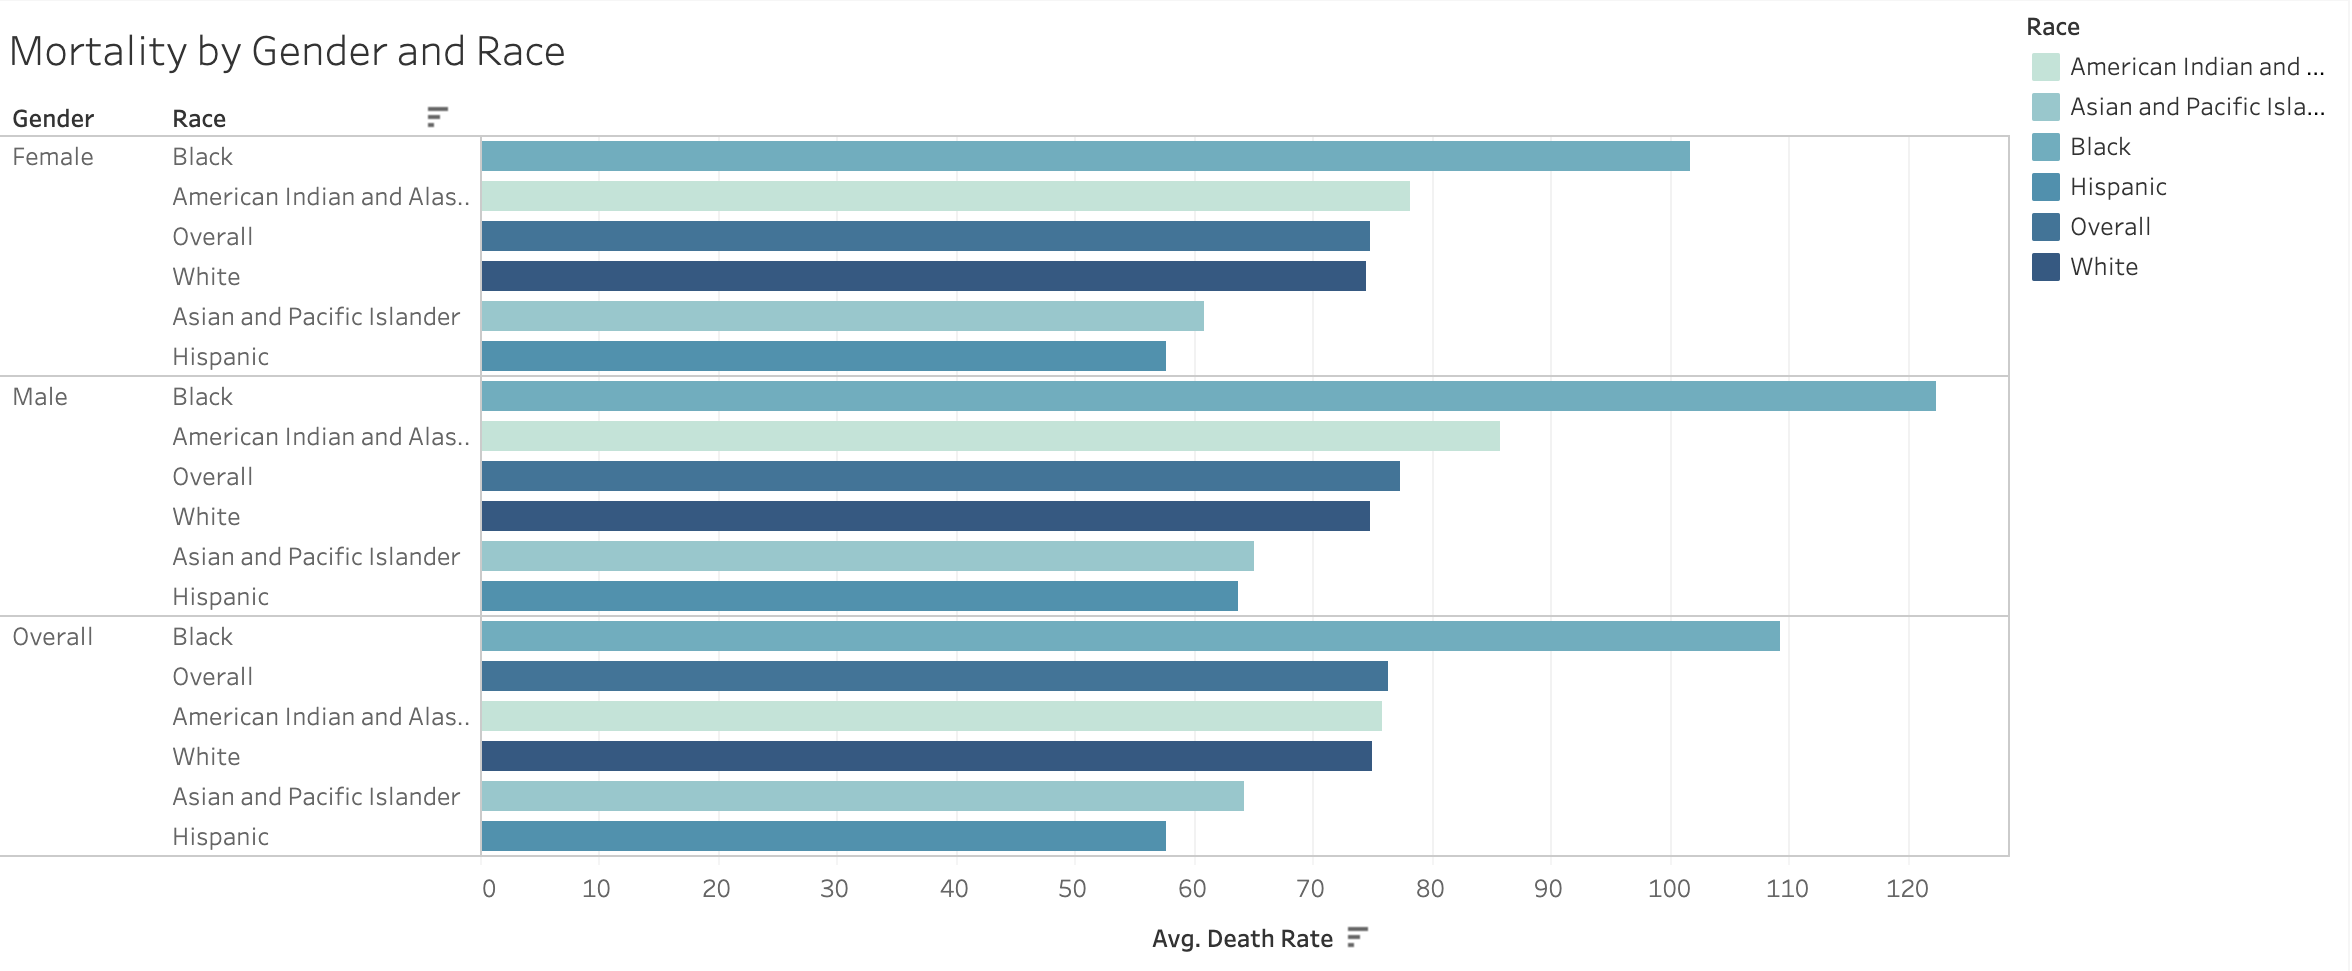 Mortality by Gender and Race
Gender Race
Female Black
American Indian and Alas..
Overall
White
Asian and Pacific Islander
Hispanic
Male Black
American Indian and Alas..
Overall
White
Asian and Pacific Islander
Hispanic
Overall Black
Overall
American Indian and Alas..
White
Asian and Pacific Islander
Hispanic
0 10 20 30 40 50 60 70 80 90 100 110 120
Avg. Death Rate
Race
American Indian and ...
Asian and Pacific Isla...
Black
Hispanic
Overall
White